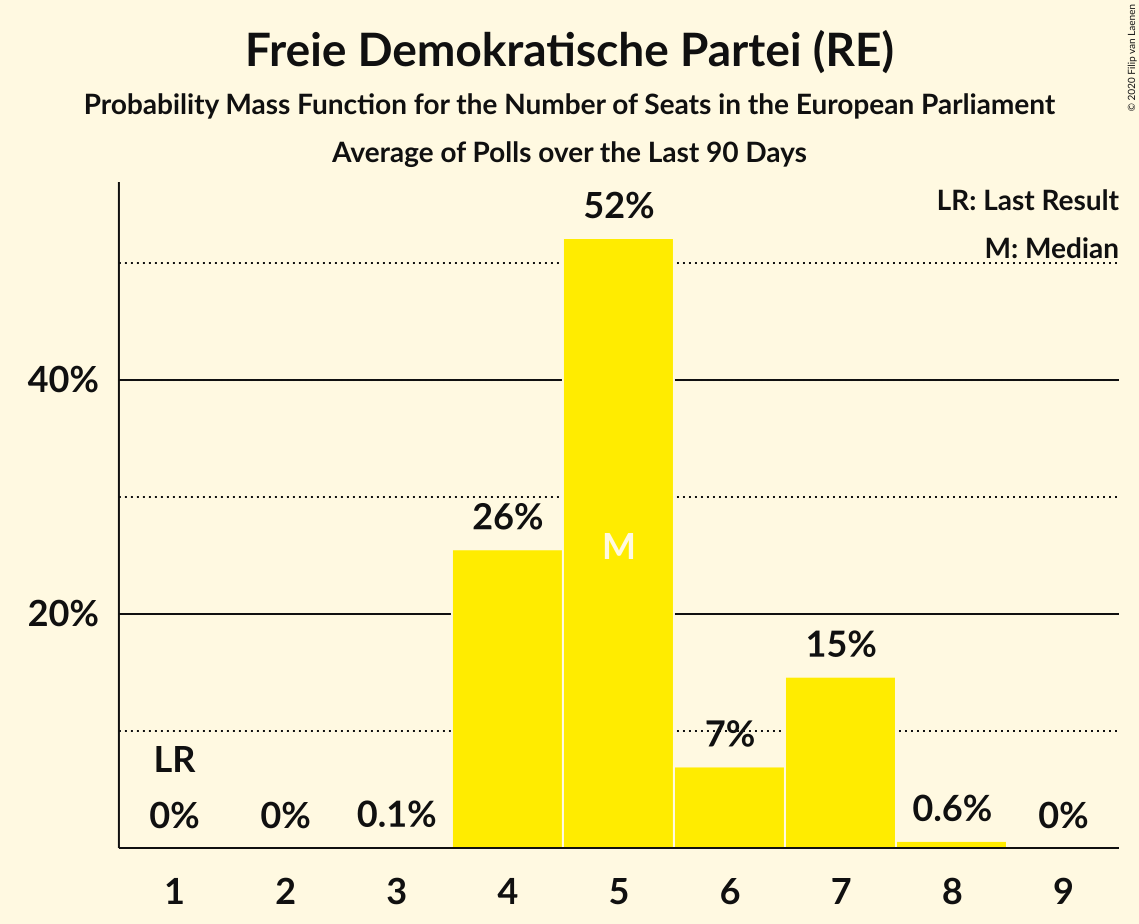 Freie Demokratische Partei (RE)
Probability Mass Function for the Number of Seats in the European Parliament
Average of Polls over the Last 90 Days
© 2020 Filip van Laenen
LR: Last Result
M: Median
52%
40%
26%
M
20%
15%
7%
LR
0%
0%
0.1%
0.6%
0%
1 2 3 4 5 6 7 8 9